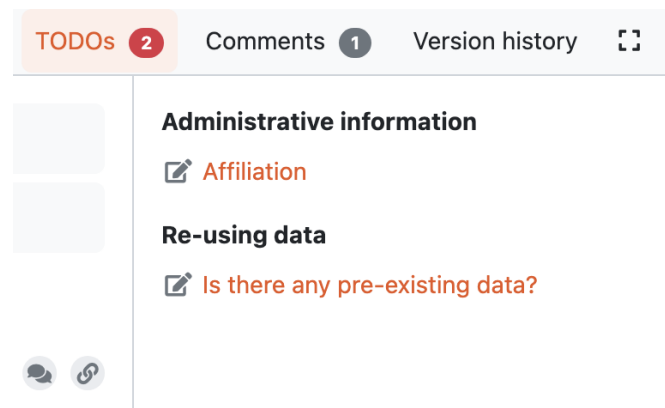 TODOs 2 Comments 1 Version history
Administrative information
Affiliation
Re-using data
Is there any pre-existing data?